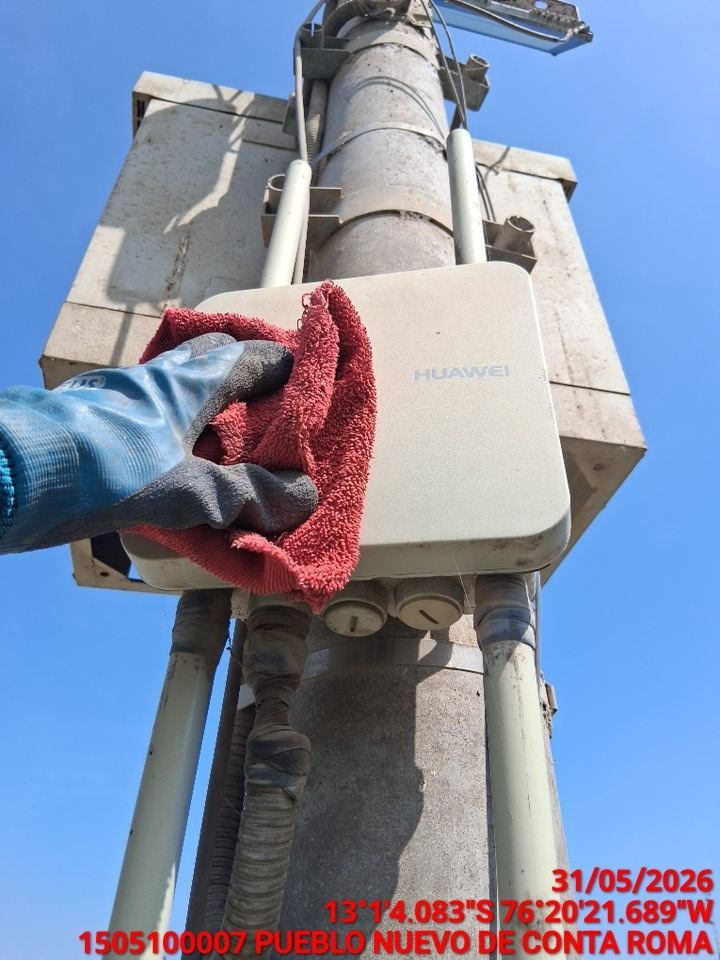 HUAWEI
31/05/2026
13°1'4.083"S 76°20'21.689"W
1505100007 PUEBLO NUEVO DE CONTA ROMA